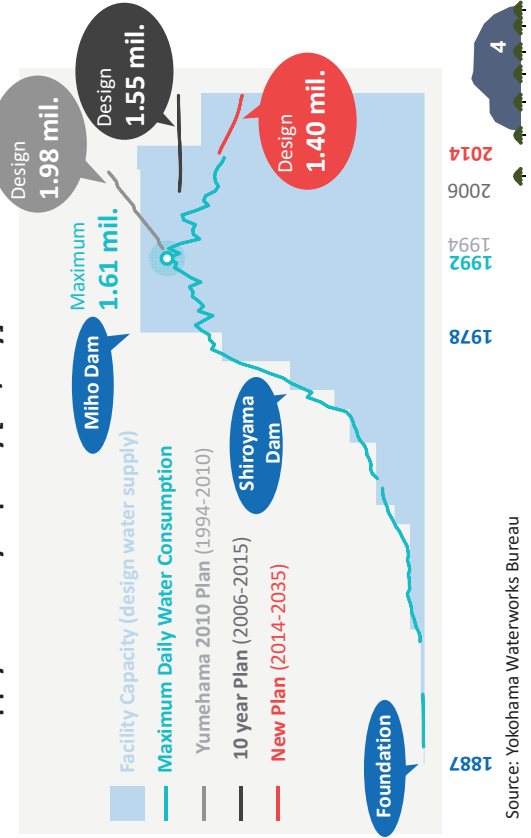 Facility Capacity (design water supply)
Maximum Daily Water Consumption
Yumehama 2010 Plan (1994-2010)
10 year Plan (2006-2015)
New Plan (2014-2035)
Foundation
Shiroyama
Dam
Miho Dam
Maximum
1.61 mil.
Design
1.98 mil.
Design
1.55 mil.
Design
1.40 mil.
1887
1978
1992
1994
2006
2014
Source: Yokohama Waterworks Bureau
4